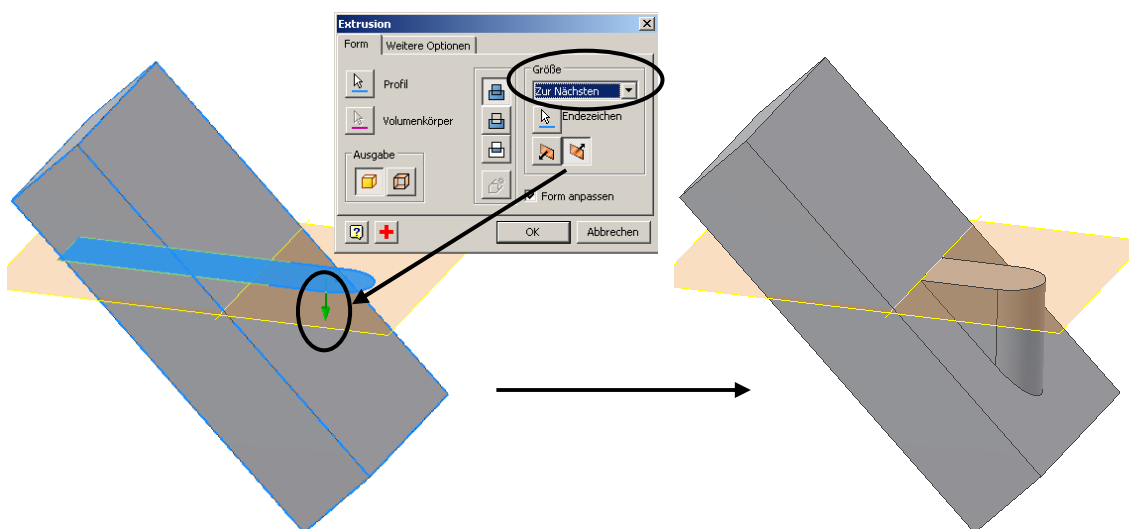 Extrusion
Form
Weitere Optionen
Profil
Volumenkörper
Ausgabe
Größe
Zur Nächsten
Endezeichen
Form anpassen
OK
Abbrechen